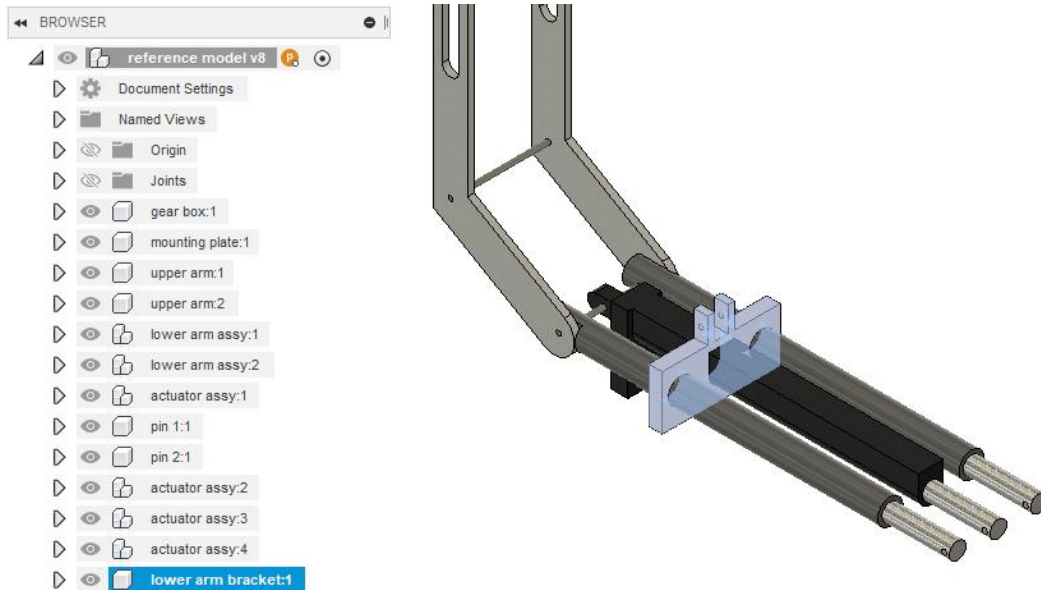 BROWSER
reference model v8
P
Document Settings
Named Views
Origin
Joints
gear box:1
mounting plate:1
upper arm:1
upper arm:2
lower arm assy:1
lower arm assy:2
actuator assy:1
pin 1:1
pin 2:1
actuator assy:2
actuator assy:3
actuator assy:4
lower arm bracket:1